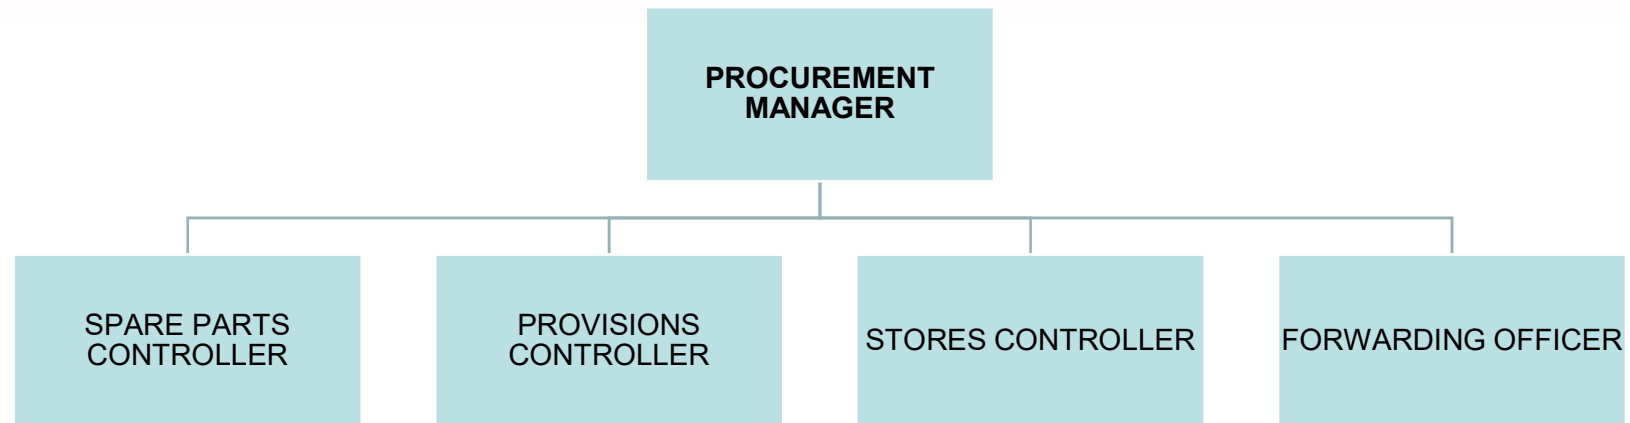 PROCUREMENT
MANAGER
SPARE PARTS
CONTROLLER
PROVISIONS
CONTROLLER
STORES CONTROLLER
FORWARDING OFFICER